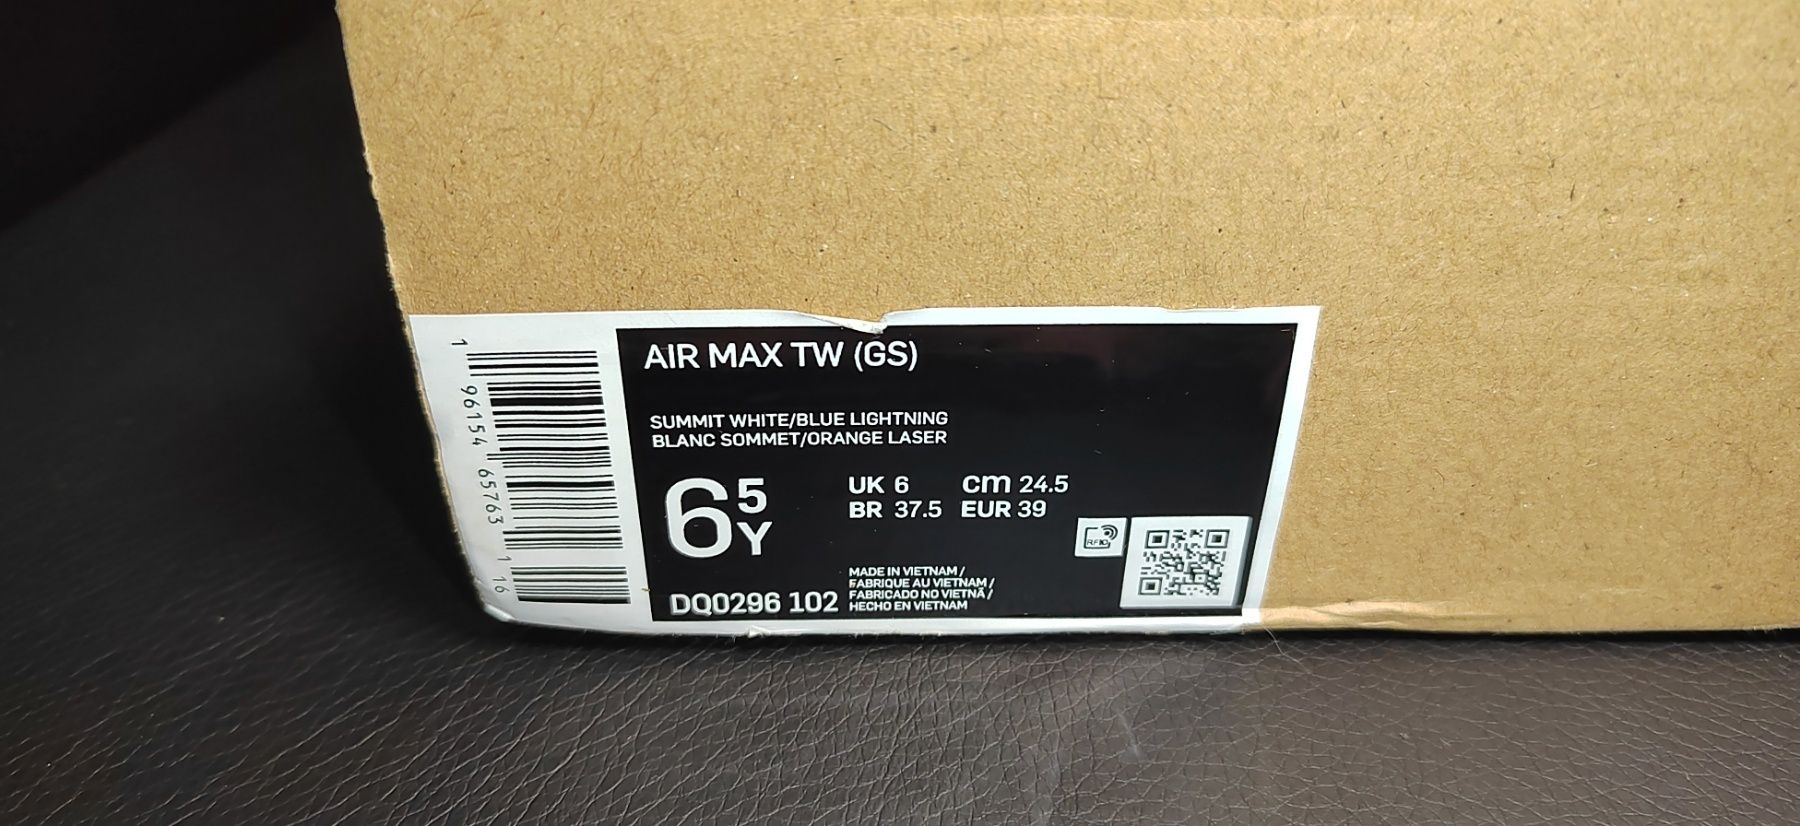 AIR MAX TW (GS)
SUMMIT WHITE/BLUE LIGHTNING
BLANC SOMMET/ORANGE LASER
6 5 Y
UK 6 cm 24.5
BR 37.5 EUR 39
RFID
DQ0296 102
MADE IN VIETNAM /
FABRIQUE AU VIETNAM /
FABRICADO NO VIETNÃ /
HECHO EN VIETNAM
1 96154 65763 1 16